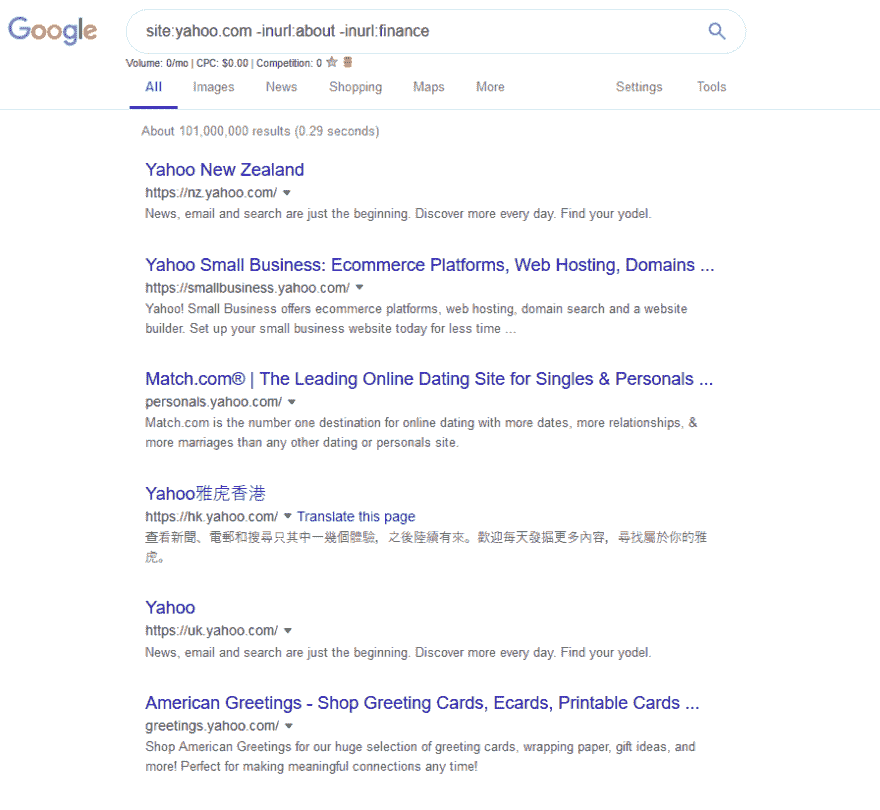 Google
site:yahoo.com -inurl:about -inurl:finance
Volume: 0/mo | CPC: $0.00 | Competition: 0
All Images News Shopping Maps More Settings Tools
About 101,000,000 results (0.29 seconds)
Yahoo New Zealand
https://nz.yahoo.com/
News, email and search are just the beginning. Discover more every day. Find your yodel.
Yahoo Small Business: Ecommerce Platforms, Web Hosting, Domains ...
https://smallbusiness.yahoo.com/
Yahoo! Small Business offers ecommerce platforms, web hosting, domain search and a website
builder. Set up your small business website today for less time ...
Match.com® | The Leading Online Dating Site for Singles & Personals ...
personals.yahoo.com/
Match.com is the number one destination for online dating with more dates, more relationships, &
more marriages than any other dating or personals site.
Yahoo雅虎香港
https://hk.yahoo.com/ Translate this page
查看新聞、電郵和搜尋只其中一幾個體驗，之後陸續有來。歡迎每天發掘更多內容，尋找屬於你的雅
虎。
Yahoo
https://uk.yahoo.com/
News, email and search are just the beginning. Discover more every day. Find your yodel.
American Greetings - Shop Greeting Cards, Ecards, Printable Cards ...
greetings.yahoo.com/
Shop American Greetings for our huge selection of greeting cards, wrapping paper, gift ideas, and
more! Perfect for making meaningful connections any time!